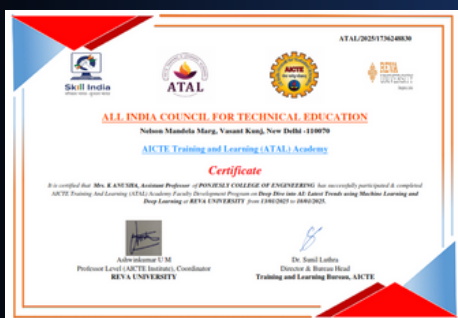 ATAL/2025/1736248830
Skill India
ATAL
AICTE
REVA
UNIVERSITY
ALL INDIA COUNCIL FOR TECHNICAL EDUCATION
Nelson Mandela Marg, Vasant Kunj, New Delhi -110070
AICTE Training and Learning (ATAL) Academy
Certificate
It is certified that Mrs. K ANUSHA, Assistant Professor of PONJESLY COLLEGE OF ENGINEERING has successfully participated & completed
AICTE Training And Learning (ATAL) Academy Faculty Development Program on Deep Dive into AI: Latest Trends using Machine Learning and
Deep Learning at REVA UNIVERSITY from 13/01/2025 to 18/01/2025.
Ashwinkumar U M
Professor Level (AICTE Institute), Coordinator
REVA UNIVERSITY
Dr. Sunil Luthra
Director & Bureau Head
Training and Learning Bureau, AICTE